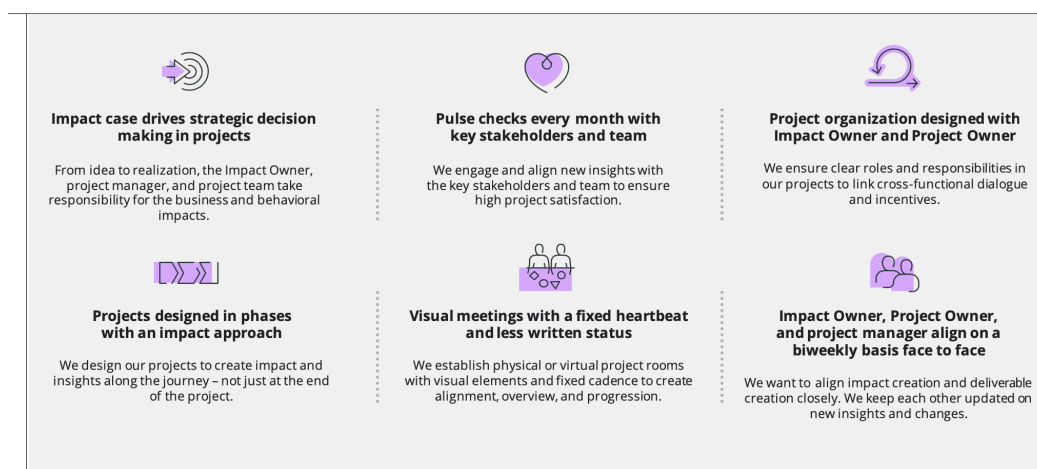 Impact case drives strategic decision
making in projects
From idea to realization, the Impact Owner,
project manager, and project team take
responsibility for the business and behavioral
impacts.
Pulse checks every month with
key stakeholders and team
We engage and align new insights with
the key stakeholders and team to ensure
high project satisfaction.
Project organization designed with
Impact Owner and Project Owner
We ensure clear roles and responsibilities in
our projects to link cross-functional dialogue
and incentives.
Projects designed in phases
with an impact approach
We design our projects to create impact and
insights along the journey – not just at the end
of the project.
Visual meetings with a fixed heartbeat
and less written status
We establish physical or virtual project rooms
with visual elements and fixed cadence to create
alignment, overview, and progression.
Impact Owner, Project Owner,
and project manager align on a
biweekly basis face to face
We want to align impact creation and deliverable
creation closely. We keep each other updated on
new insights and changes.